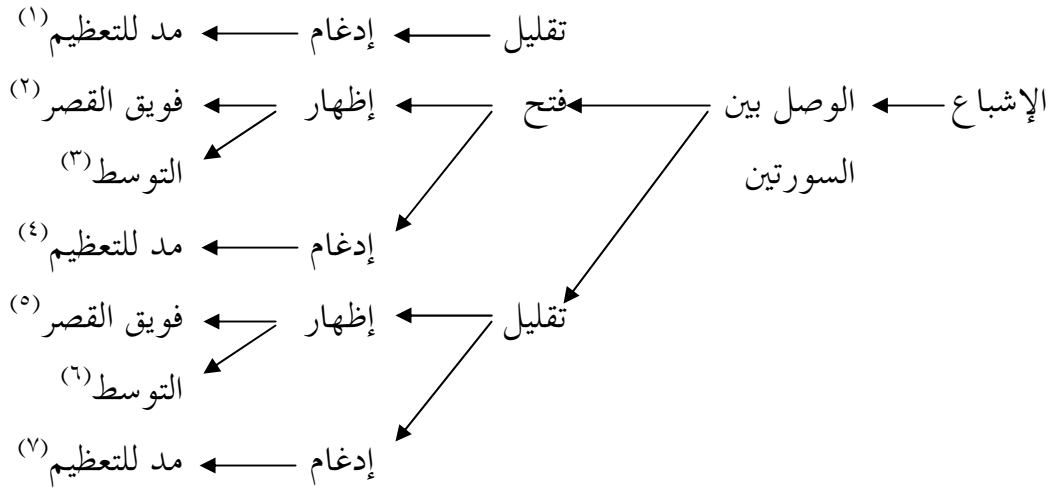 تقليل إدغام مد للتعظيم(١)
الإشباع الوصل بين فتح إظهار فويق القصر(٢)
السورتين التوسط(٣)
إدغام مد للتعظيم(٤)
تقليل إظهار فويق القصر(٥)
التوسط(٦)
إدغام مد للتعظيم(٧)